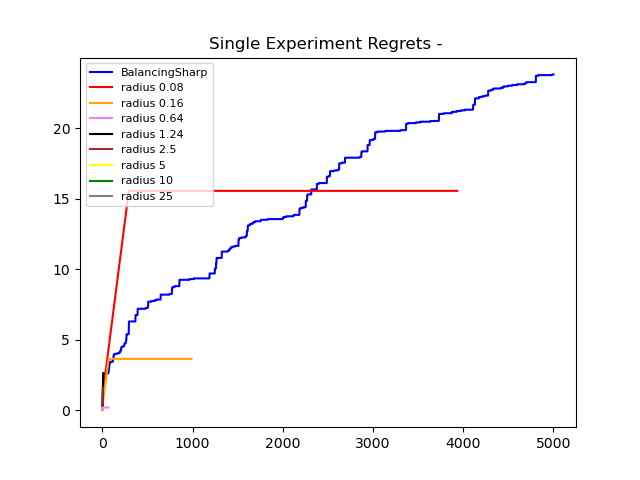 Single Experiment Regrets -
BalancingSharp
radius 0.08
radius 0.16
radius 0.64
radius 1.24
radius 2.5
radius 5
radius 10
radius 25
20
15
10
5
0
0 1000 2000 3000 4000 5000